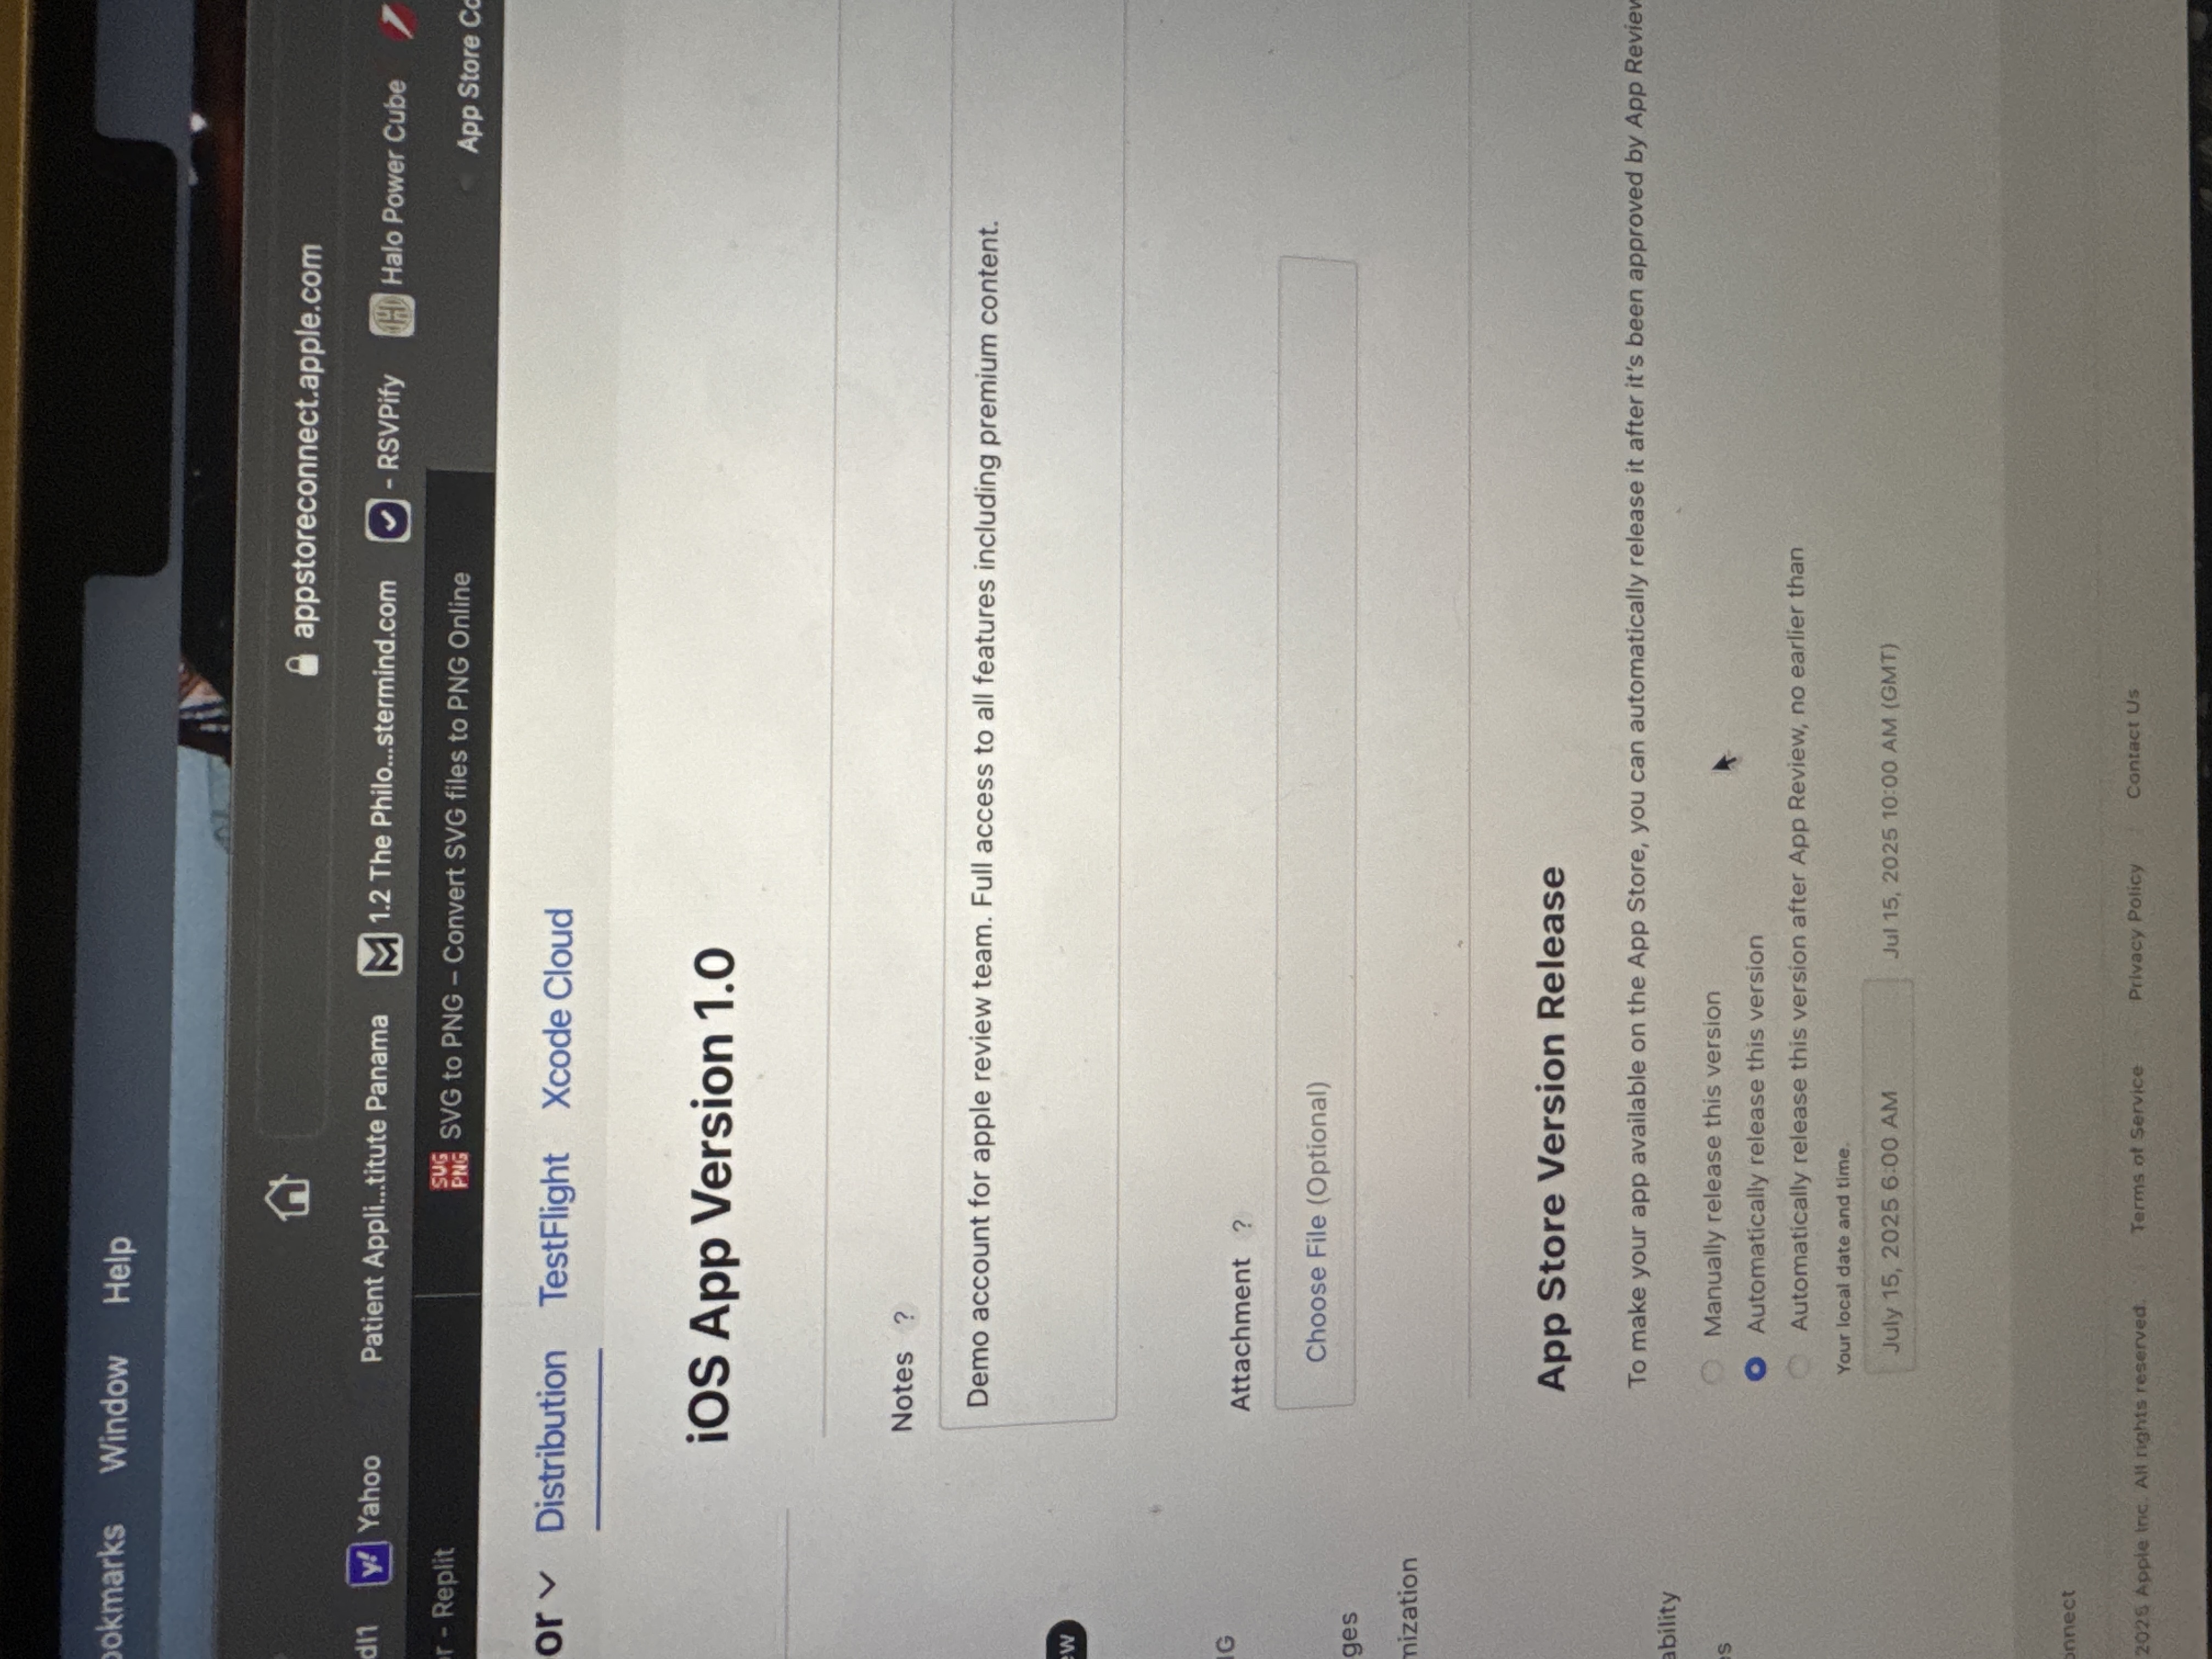 ookmarks Window Help
appstoreconnect.apple.com
dl1 y! Yahoo Patient Appli...titute Panama 1.2 The Philo...stermind.com - RSVPify Halo Power Cube
r - Replit SVG PNG SVG to PNG – Convert SVG files to PNG Online App Store Co
or Distribution TestFlight Xcode Cloud
iOS App Version 1.0
Notes ?
Demo account for apple review team. Full access to all features including premium content.
ew
IG
ges
mization
ability
s
Attachment ?
Choose File (Optional)
App Store Version Release
To make your app available on the App Store, you can automatically release it after it's been approved by App Review
Manually release this version
Automatically release this version
Automatically release this version after App Review, no earlier than
Your local date and time.
July 15, 2025 6:00 AM Jul 15, 2025 10:00 AM (GMT)
onnect
2025 Apple Inc. All rights reserved. Terms of Service Privacy Policy Contact Us